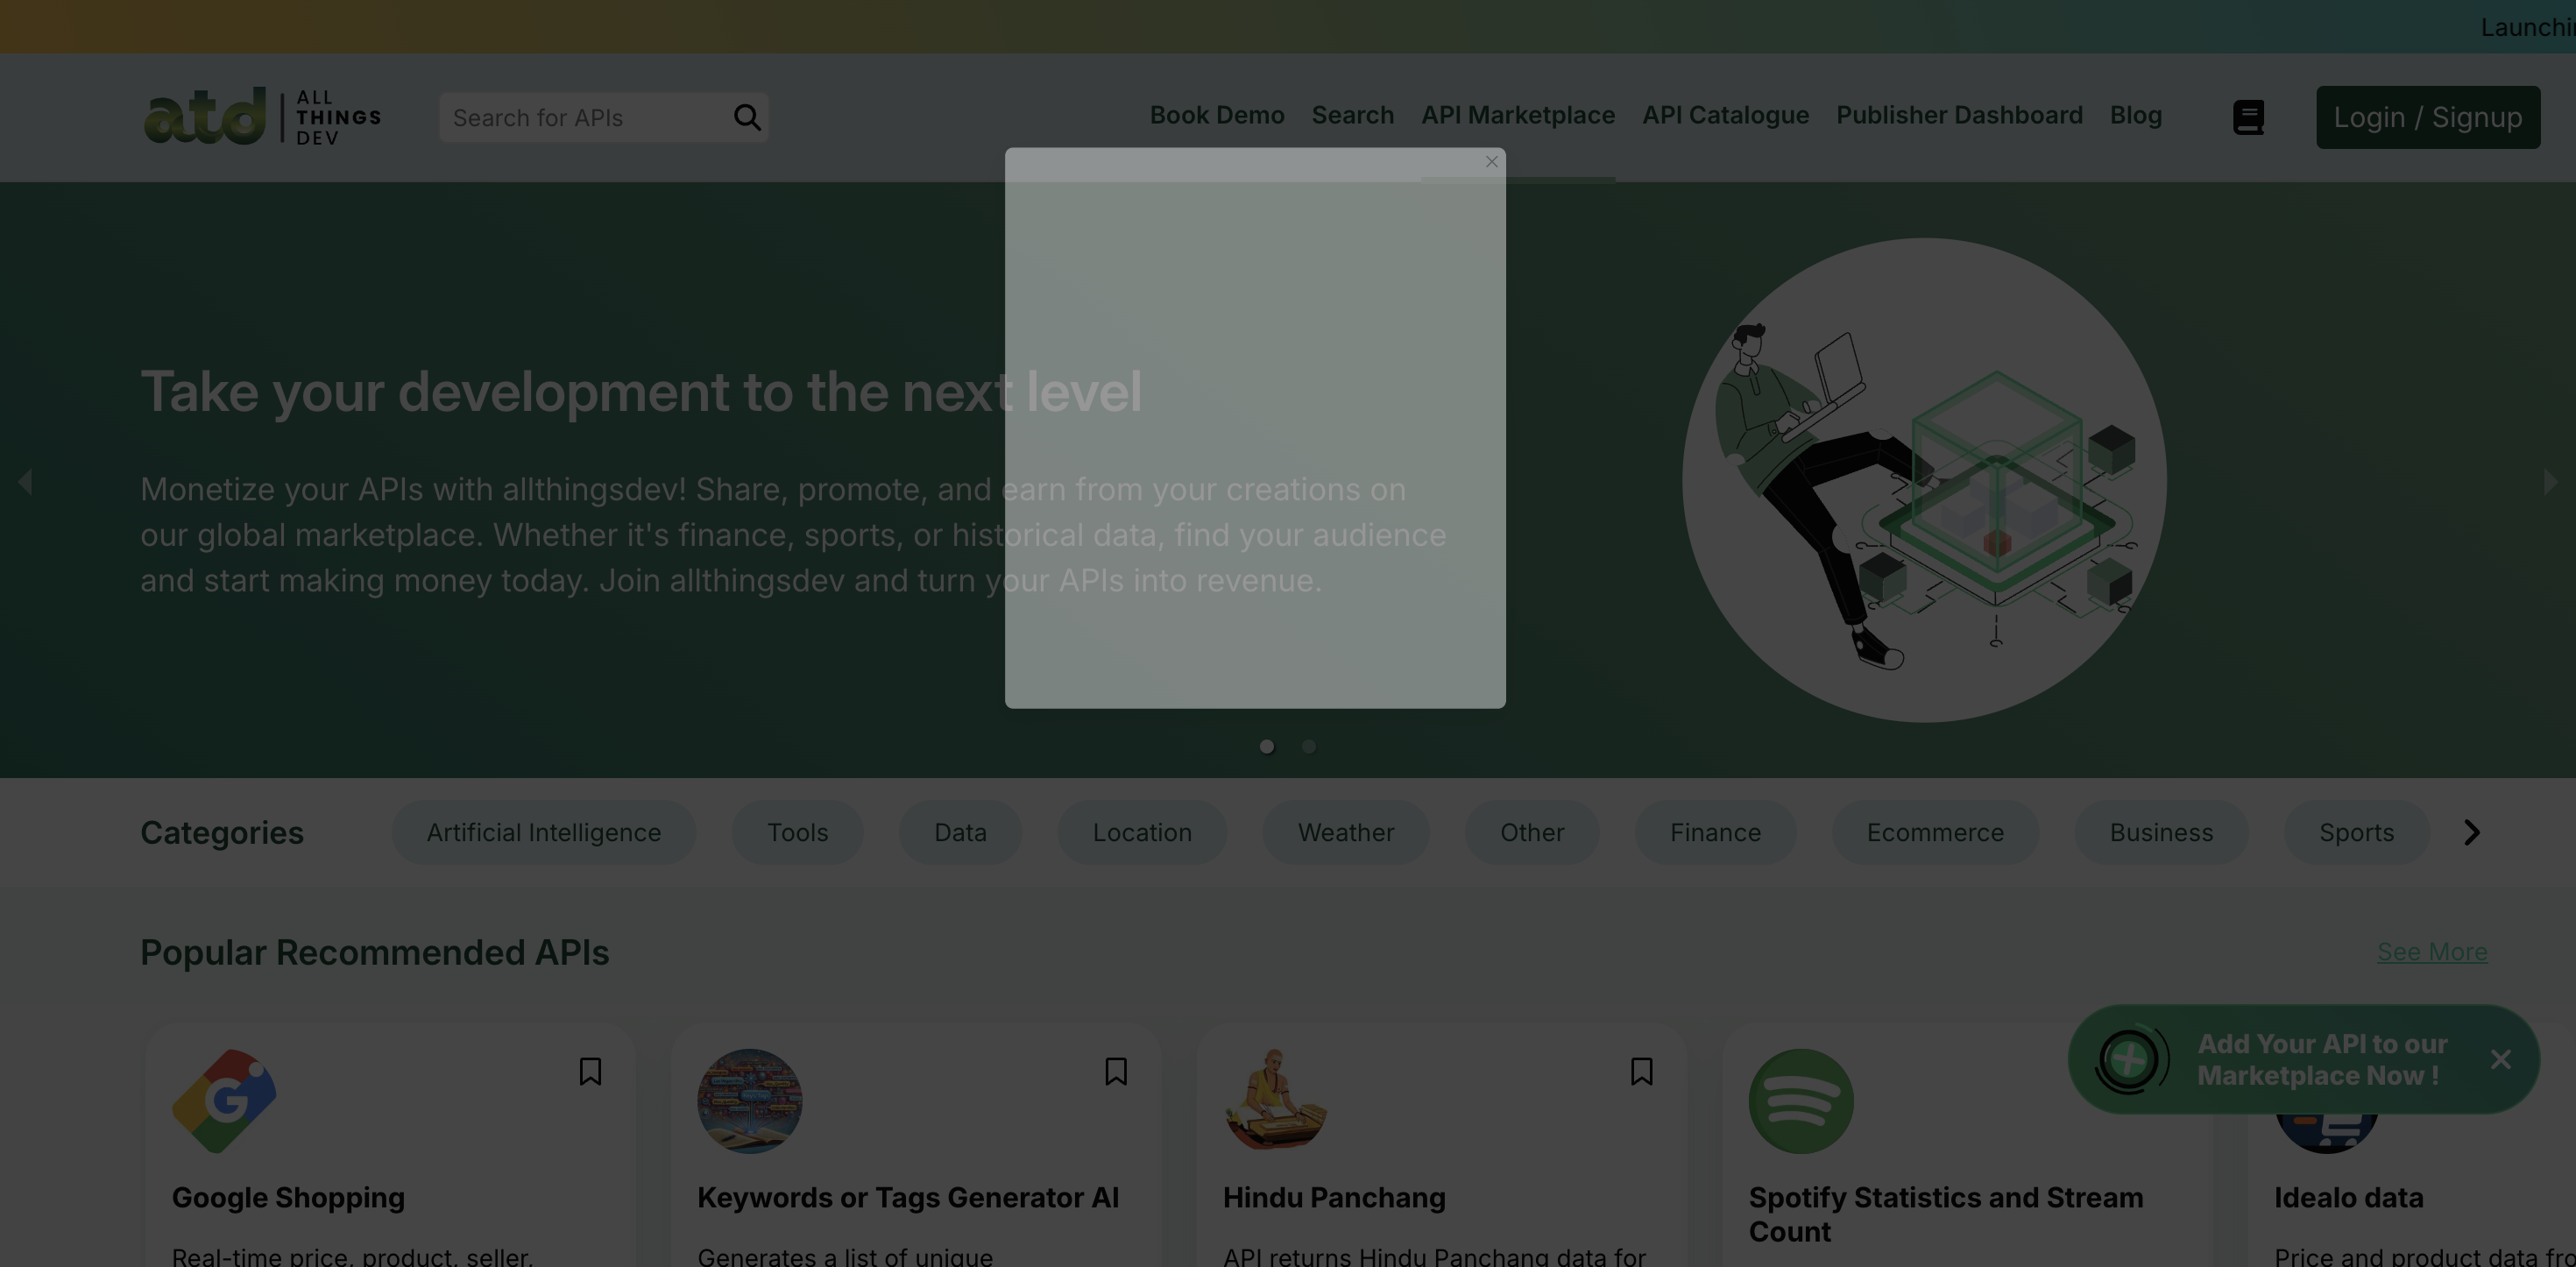 Launchi
atd
ALL
THINGS
DEV
Search for APIs
Book Demo
Search
API Marketplace
API Catalogue
Publisher Dashboard
Blog
Login / Signup
Take your development to the next level
Monetize your APIs with allthingsdev! Share, promote, and earn from your creations on
our global marketplace. Whether it's finance, sports, or historical data, find your audience
and start making money today. Join allthingsdev and turn your APIs into revenue.
Categories
Artificial Intelligence
Tools
Data
Location
Weather
Other
Finance
Ecommerce
Business
Sports
Popular Recommended APIs
See More
Add Your API to our
Marketplace Now !
G
Google Shopping
Real-time price, product, seller,
Keywords or Tags Generator AI
Generates a list of unique
Hindu Panchang
API returns Hindu Panchang data for
Spotify Statistics and Stream
Count
Idealo data
Price and product data fro